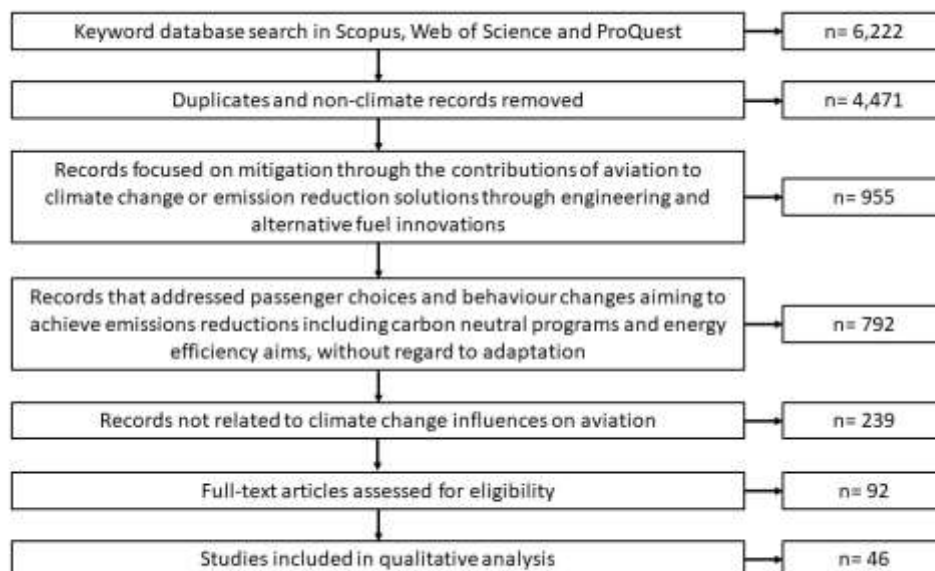 Keyword database search in Scopus, Web of Science and ProQuest
n= 6,222
Duplicates and non-climate records removed
n= 4,471
Records focused on mitigation through the contributions of aviation to
climate change or emission reduction solutions through engineering and
alternative fuel innovations
n= 955
Records that addressed passenger choices and behaviour changes aiming to
achieve emissions reductions including carbon neutral programs and energy
efficiency aims, without regard to adaptation
n= 792
Records not related to climate change influences on aviation
n= 239
Full-text articles assessed for eligibility
n= 92
Studies included in qualitative analysis
n= 46